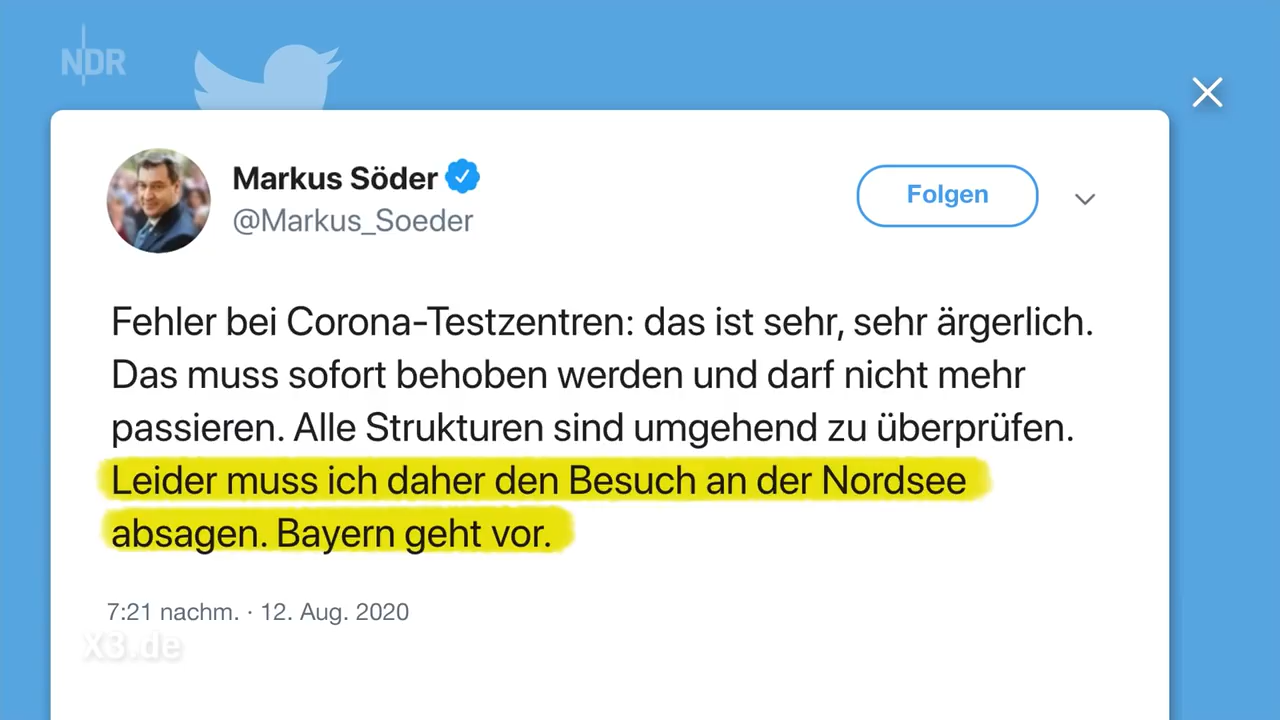 NDR
Markus Söder
@Markus_Soeder
Folgen
Fehler bei Corona-Testzentren: das ist sehr, sehr ärgerlich.
Das muss sofort behoben werden und darf nicht mehr
passieren. Alle Strukturen sind umgehend zu überprüfen.
Leider muss ich daher den Besuch an der Nordsee
absagen. Bayern geht vor.
7:21 nachm. · 12. Aug. 2020
X3.de